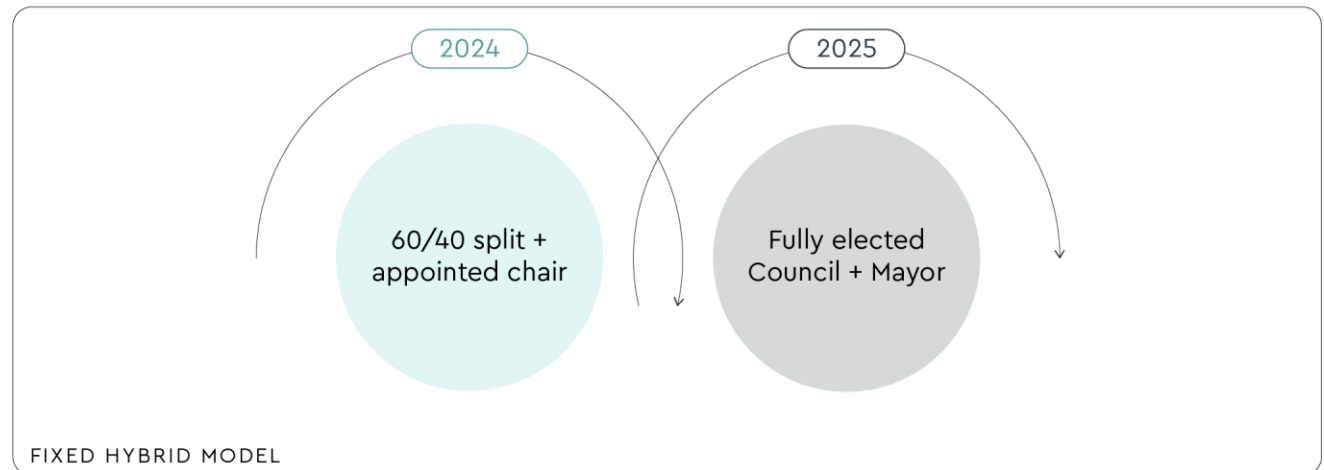 2024
2025
60/40 split +
appointed chair
Fully elected
Council + Mayor
FIXED HYBRID MODEL